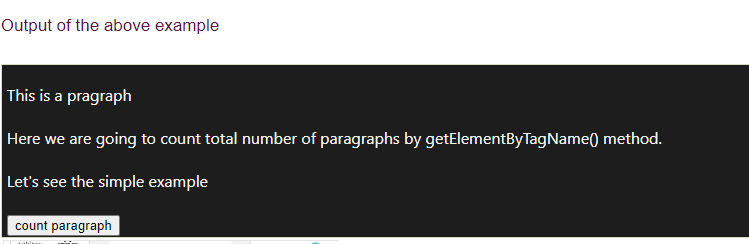 Output of the above example
This is a pragraph
Here we are going to count total number of paragraphs by getElementByTagName() method.
Let's see the simple example
count paragraph